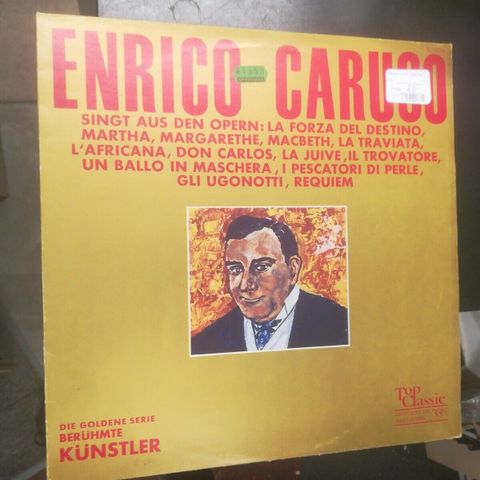 ENRICO CARUSO
SINGT AUS DEN OPERN: LA FORZA DEL DESTINO,
MARTHA, MARGARETHE, MACBETH, LA TRAVIATA,
L'AFRICANA, DON CARLOS, LA JUIVE, IL TROVATORE,
UN BALLO IN MASCHERA, I PESCATORI DI PERLE,
GLI UGONOTTI, REQUIEM
Top
Classic
33
DIE GOLDENE SERIE
BERÜHMTE
KÜNSTLER